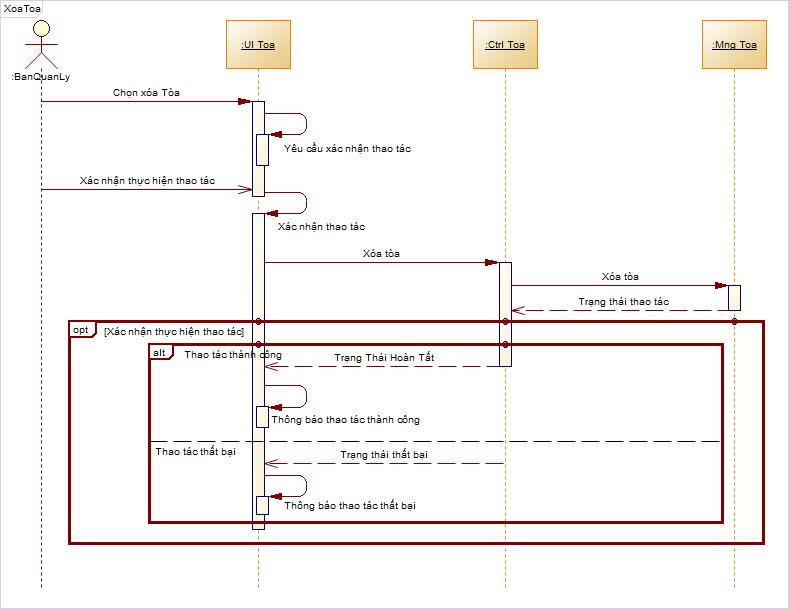 XoaToa
:BanQuanLy
:UI Toa
:Ctrl Toa
:Mng Toa
Chọn xóa Tòa
Yêu cầu xác nhận thao tác
Xác nhận thực hiện thao tác
Xác nhận thao tác
Xóa tòa
Xóa tòa
Trạng thái thao tác
opt
[Xác nhận thực hiện thao tác]
alt
Thao tác thành công
Trạng Thái Hoàn Tất
Thông báo thao tác thành công
Thao tác thất bại
Trạng thái thất bại
Thông báo thao tác thất bại